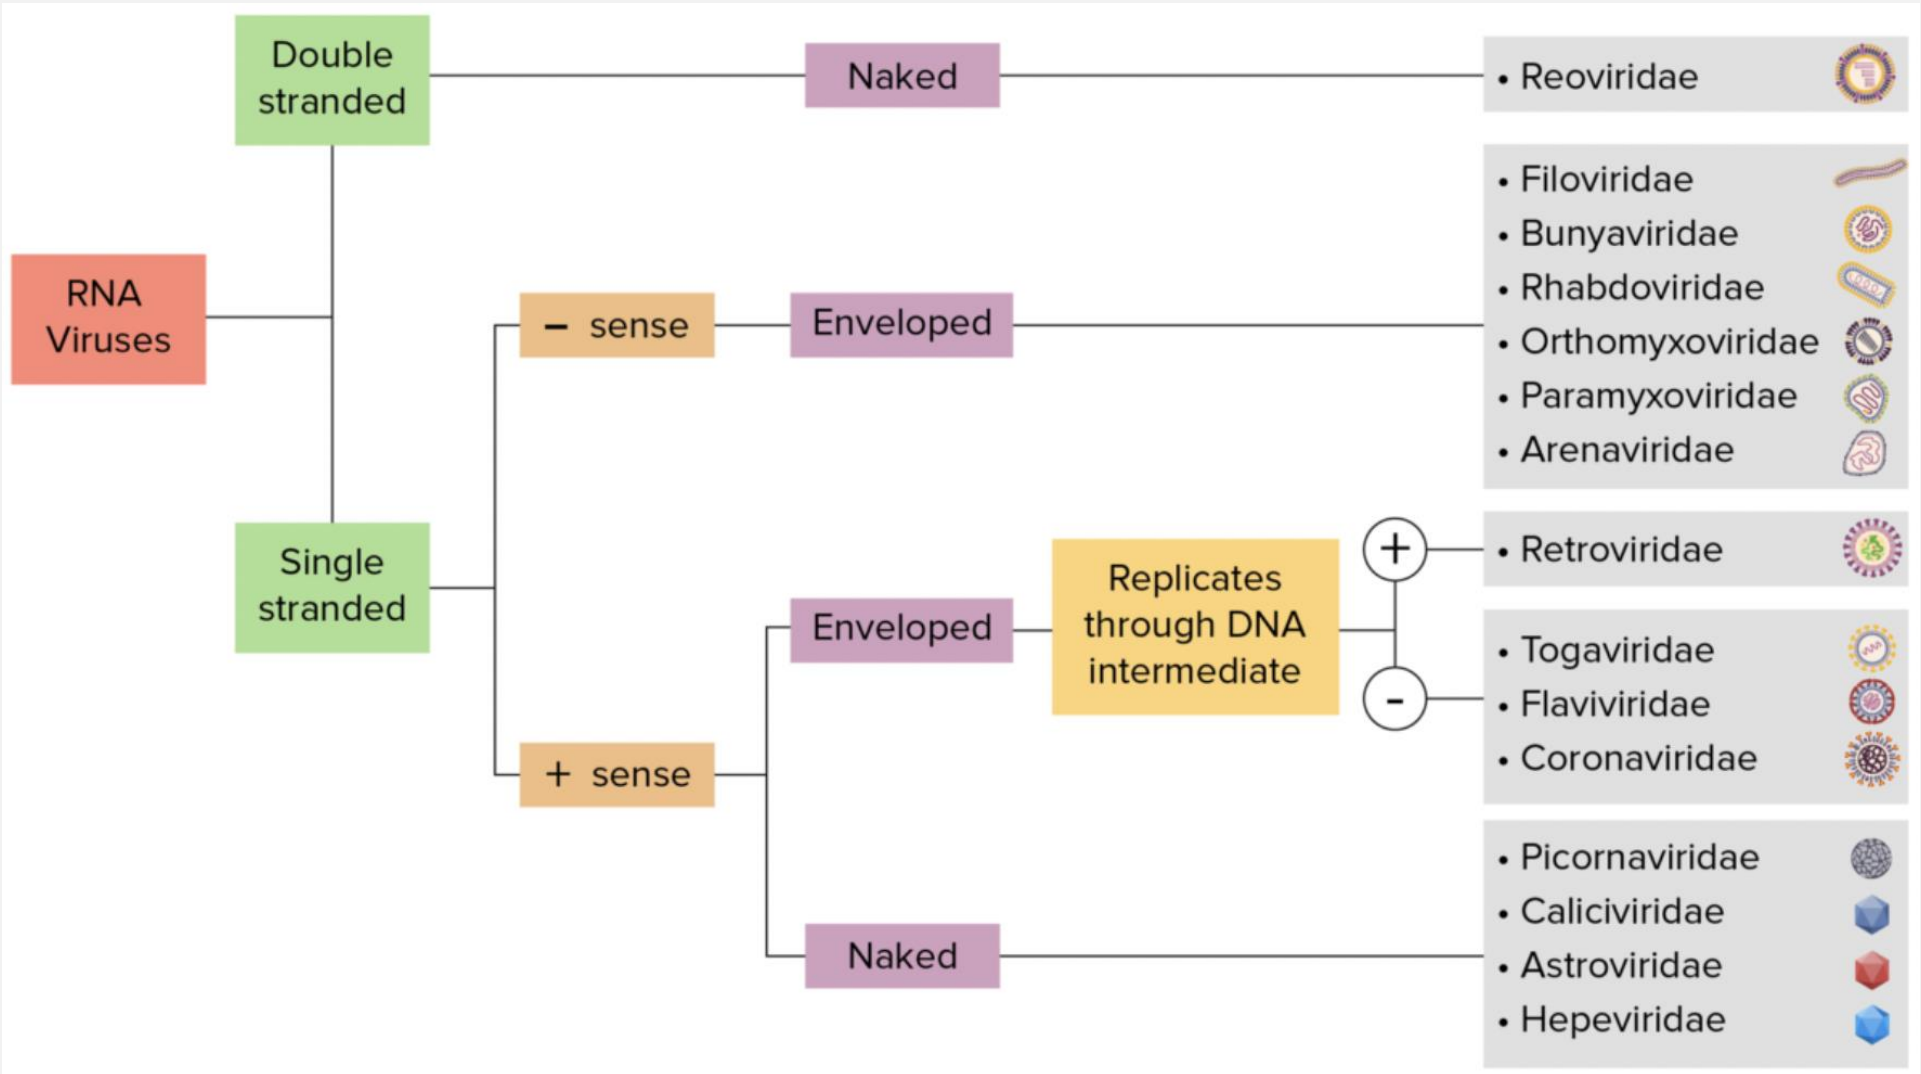 Double
stranded
Naked
• Reoviridae
RNA
Viruses
− sense
Enveloped
• Filoviridae
• Bunyaviridae
• Rhabdoviridae
• Orthomyxoviridae
• Paramyxoviridae
• Arenaviridae
Single
stranded
+ sense
Enveloped
Replicates
through DNA
intermediate
+
• Retroviridae
-
• Togaviridae
• Flaviviridae
• Coronaviridae
Naked
• Picornaviridae
• Caliciviridae
• Astroviridae
• Hepeviridae